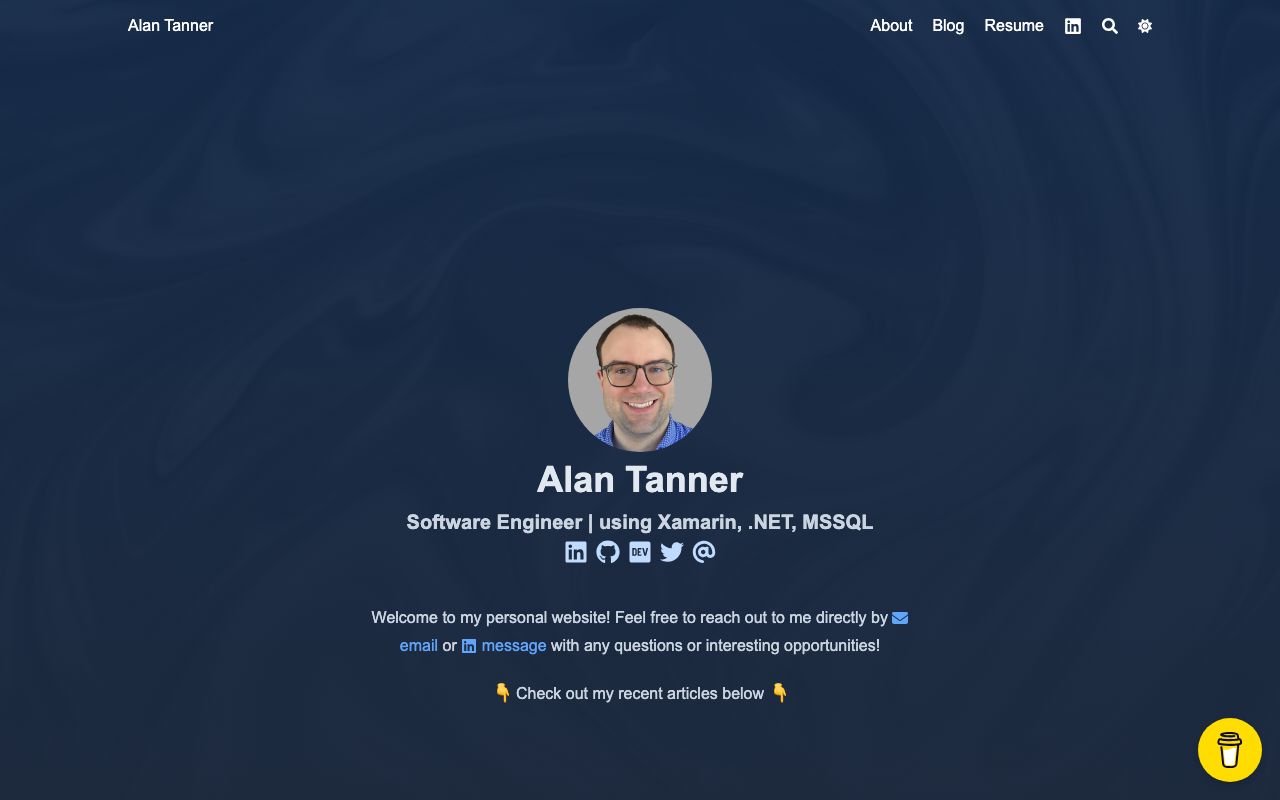 Alan Tanner
About Blog Resume
Alan Tanner
Software Engineer | using Xamarin, .NET, MSSQL
DEV
Welcome to my personal website! Feel free to reach out to me directly by
email or message with any questions or interesting opportunities!
👇 Check out my recent articles below 👇